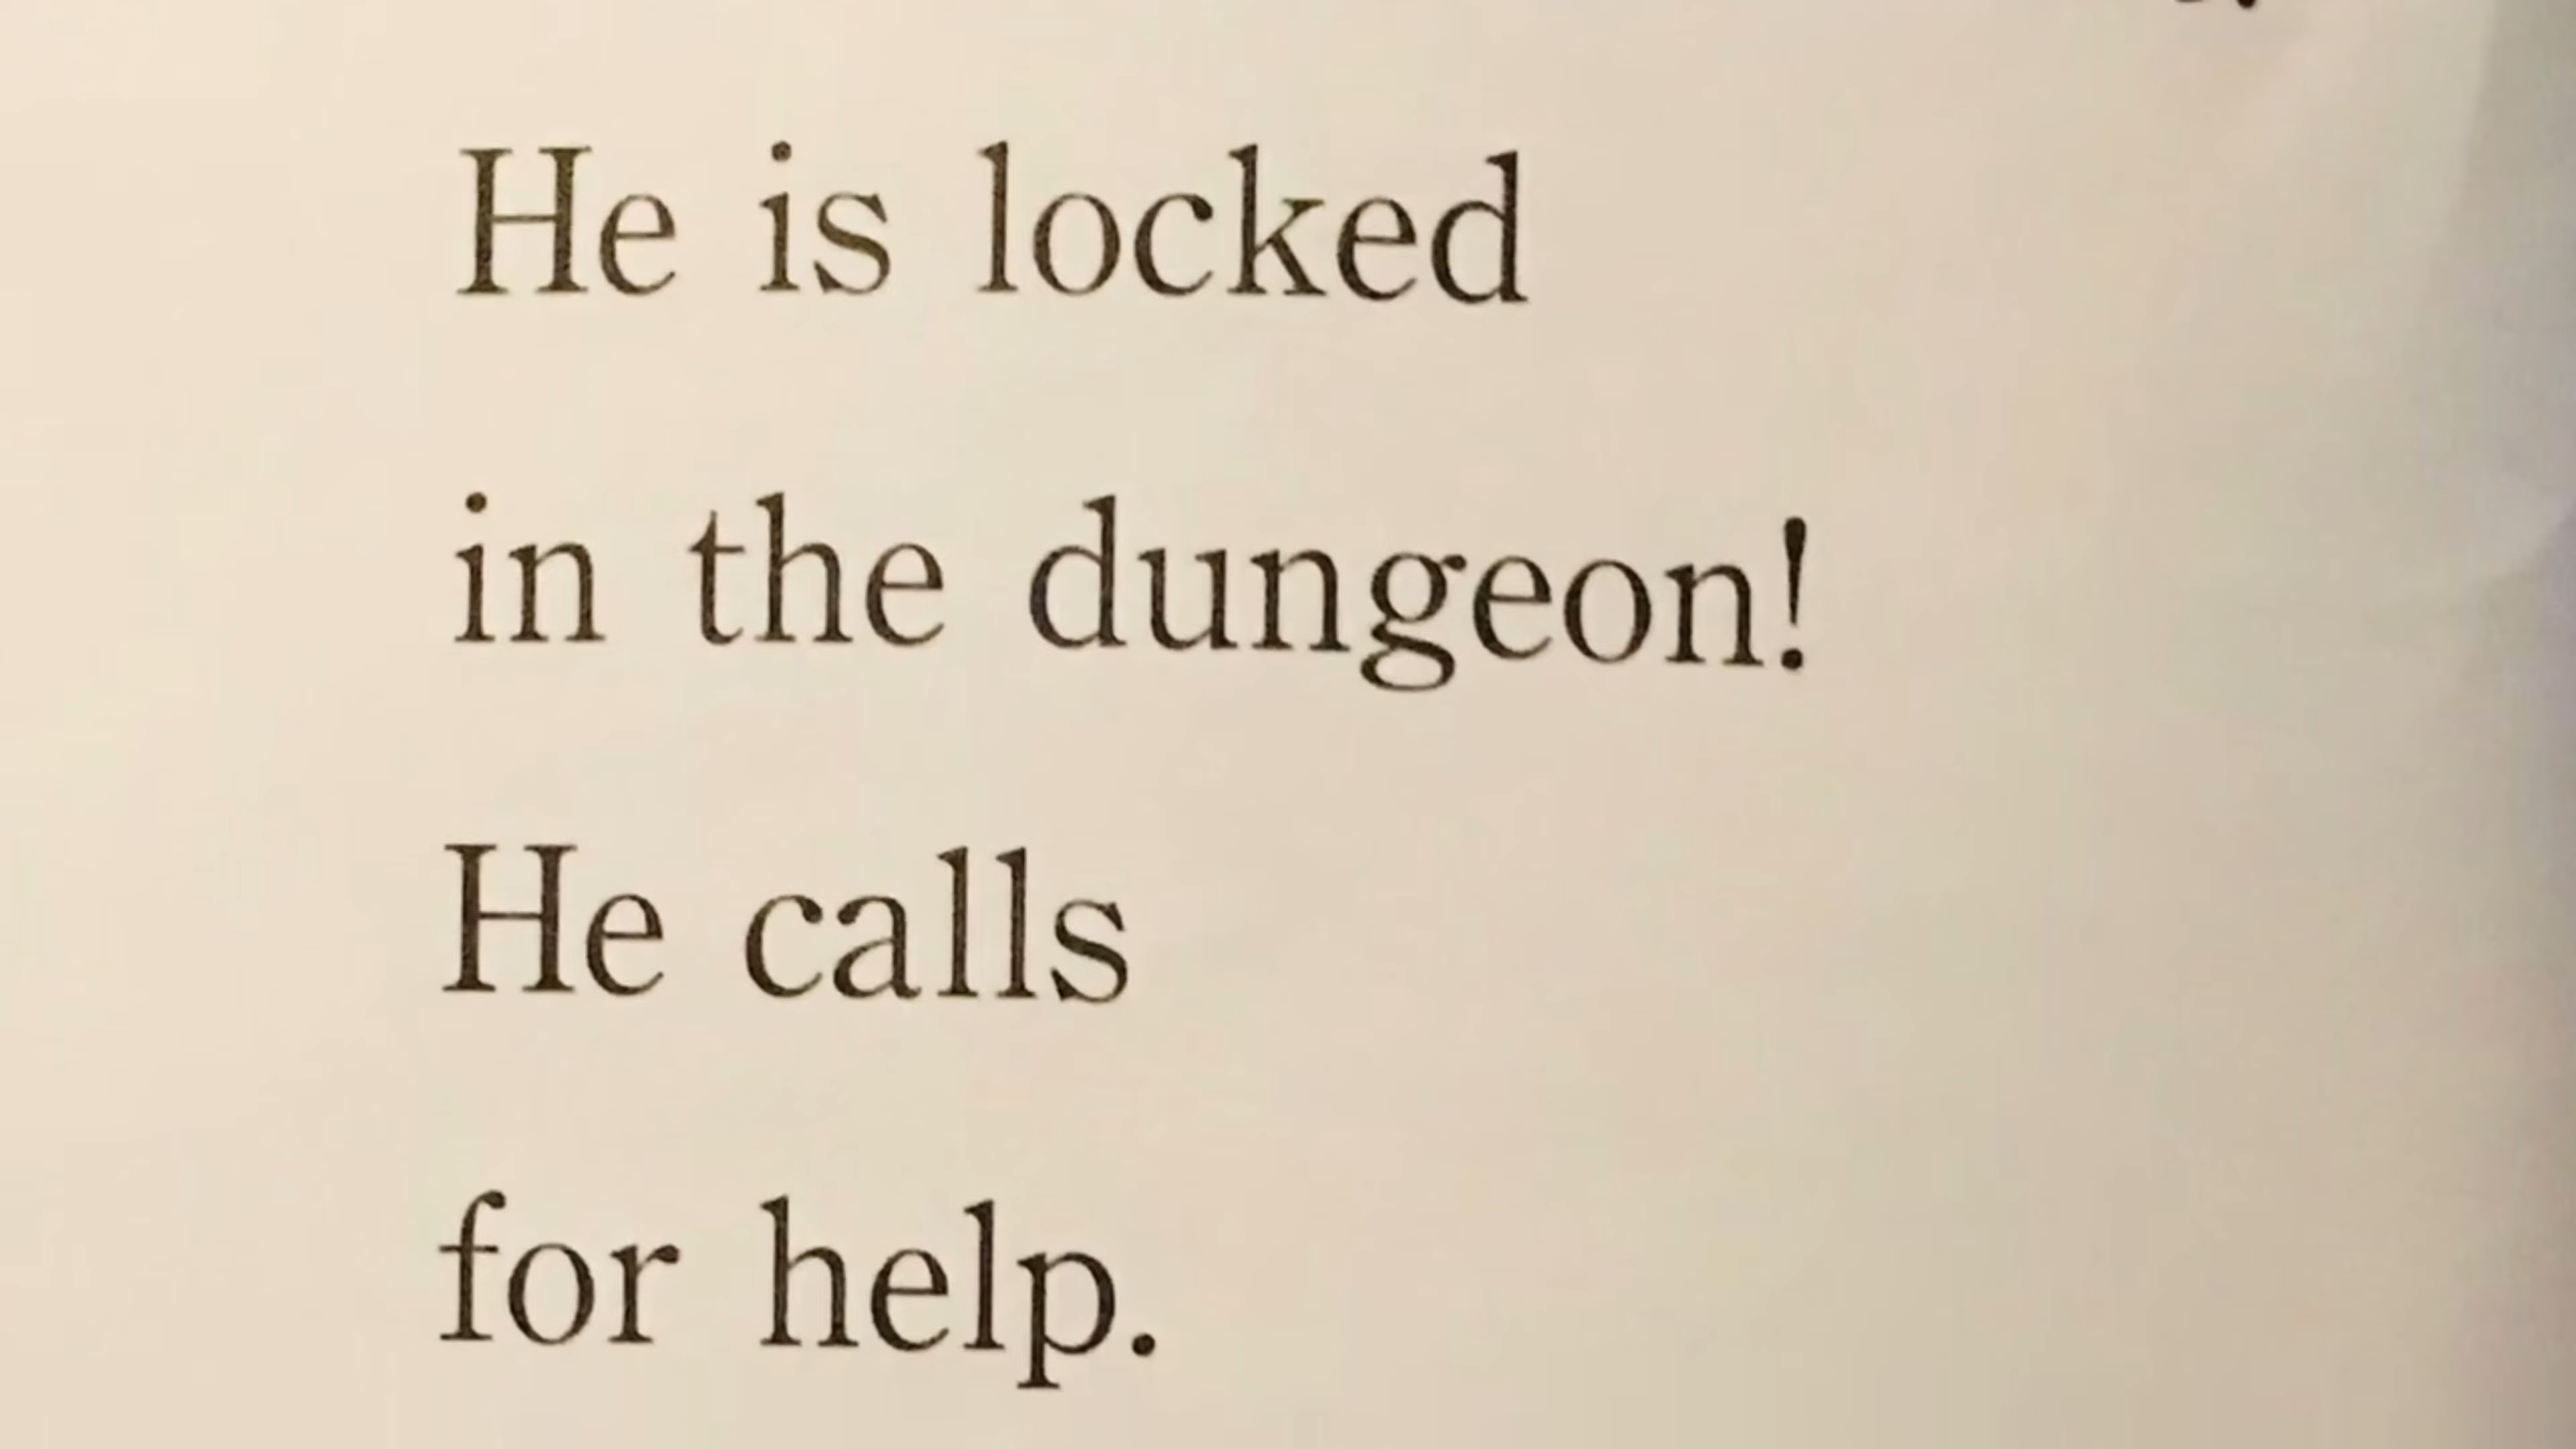 He is locked
in the dungeon!
He calls
for help.